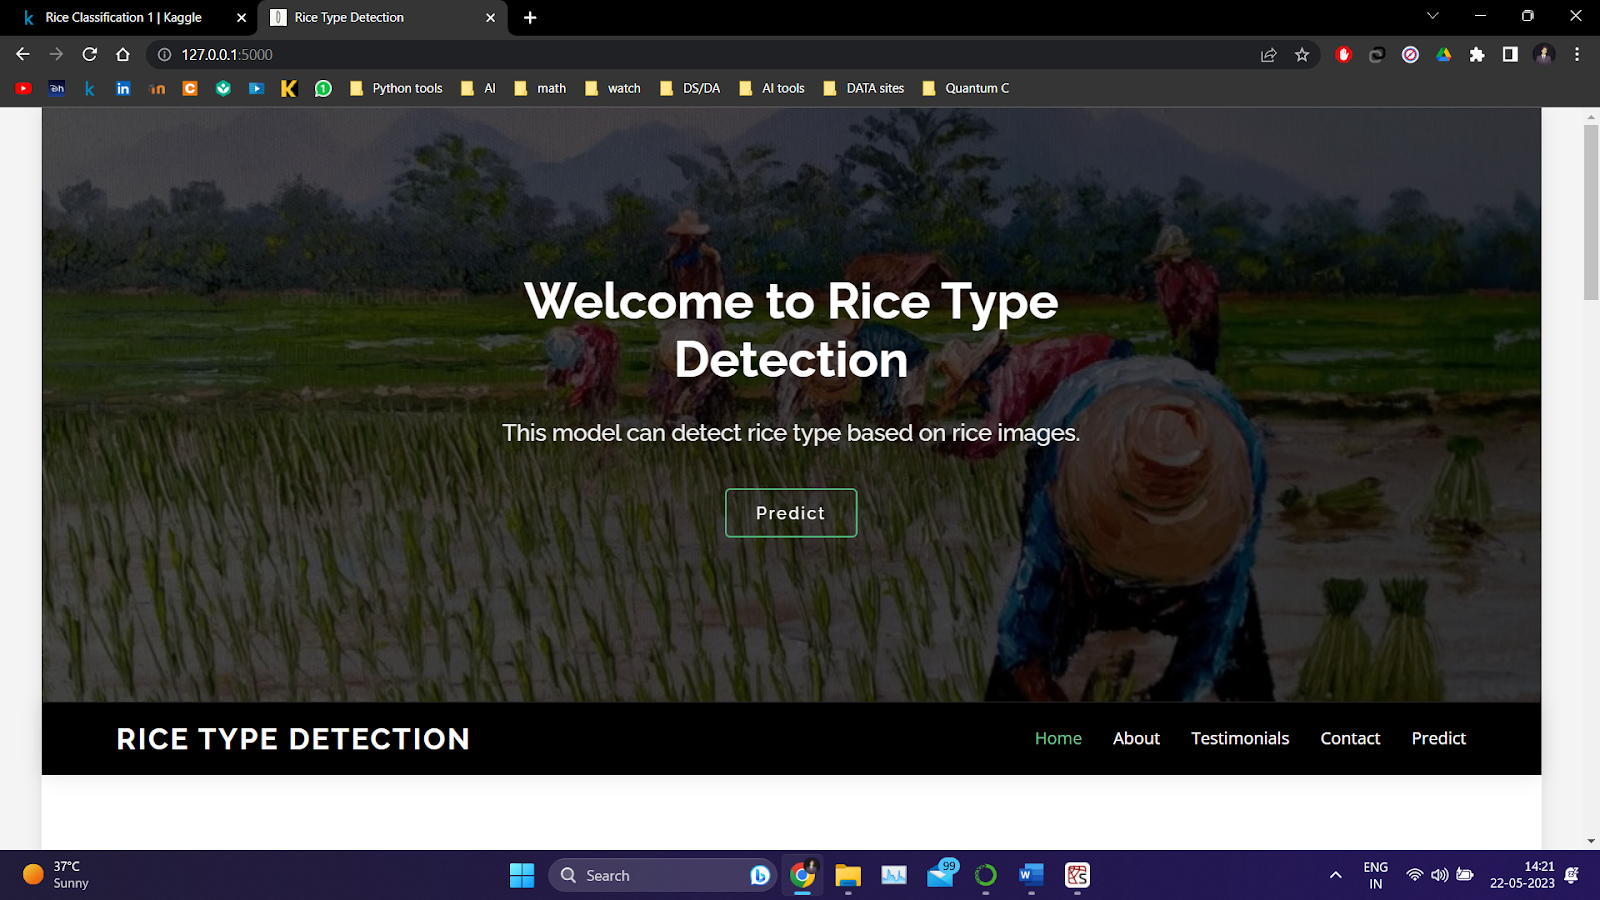 Rice Classification 1 | Kaggle
Rice Type Detection
127.0.0.1:5000
Python tools
AI
math
watch
DS/DA
AI tools
DATA sites
Quantum C
Welcome to Rice Type
Detection
This model can detect rice type based on rice images.
Predict
RICE TYPE DETECTION
Home
About
Testimonials
Contact
Predict
37°C
Sunny
Search
99
ENG
IN
14:21
22-05-2023